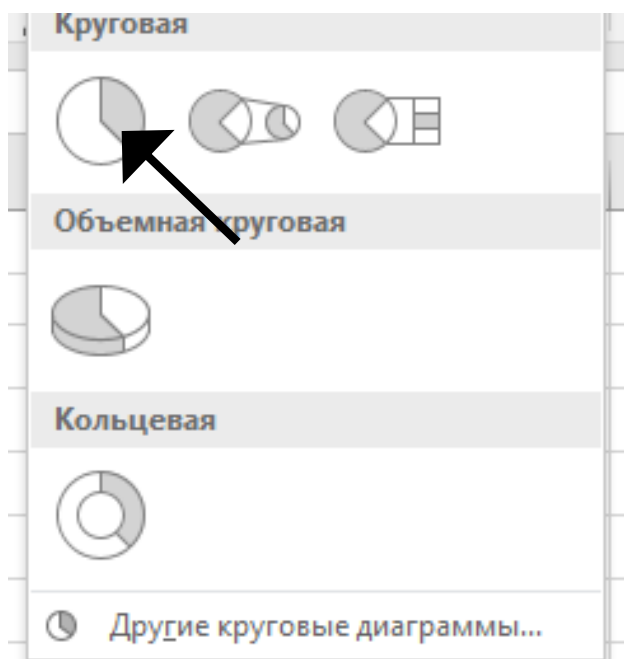 Круговая
Объемная круговая
Кольцевая
Другие круговые диаграммы...